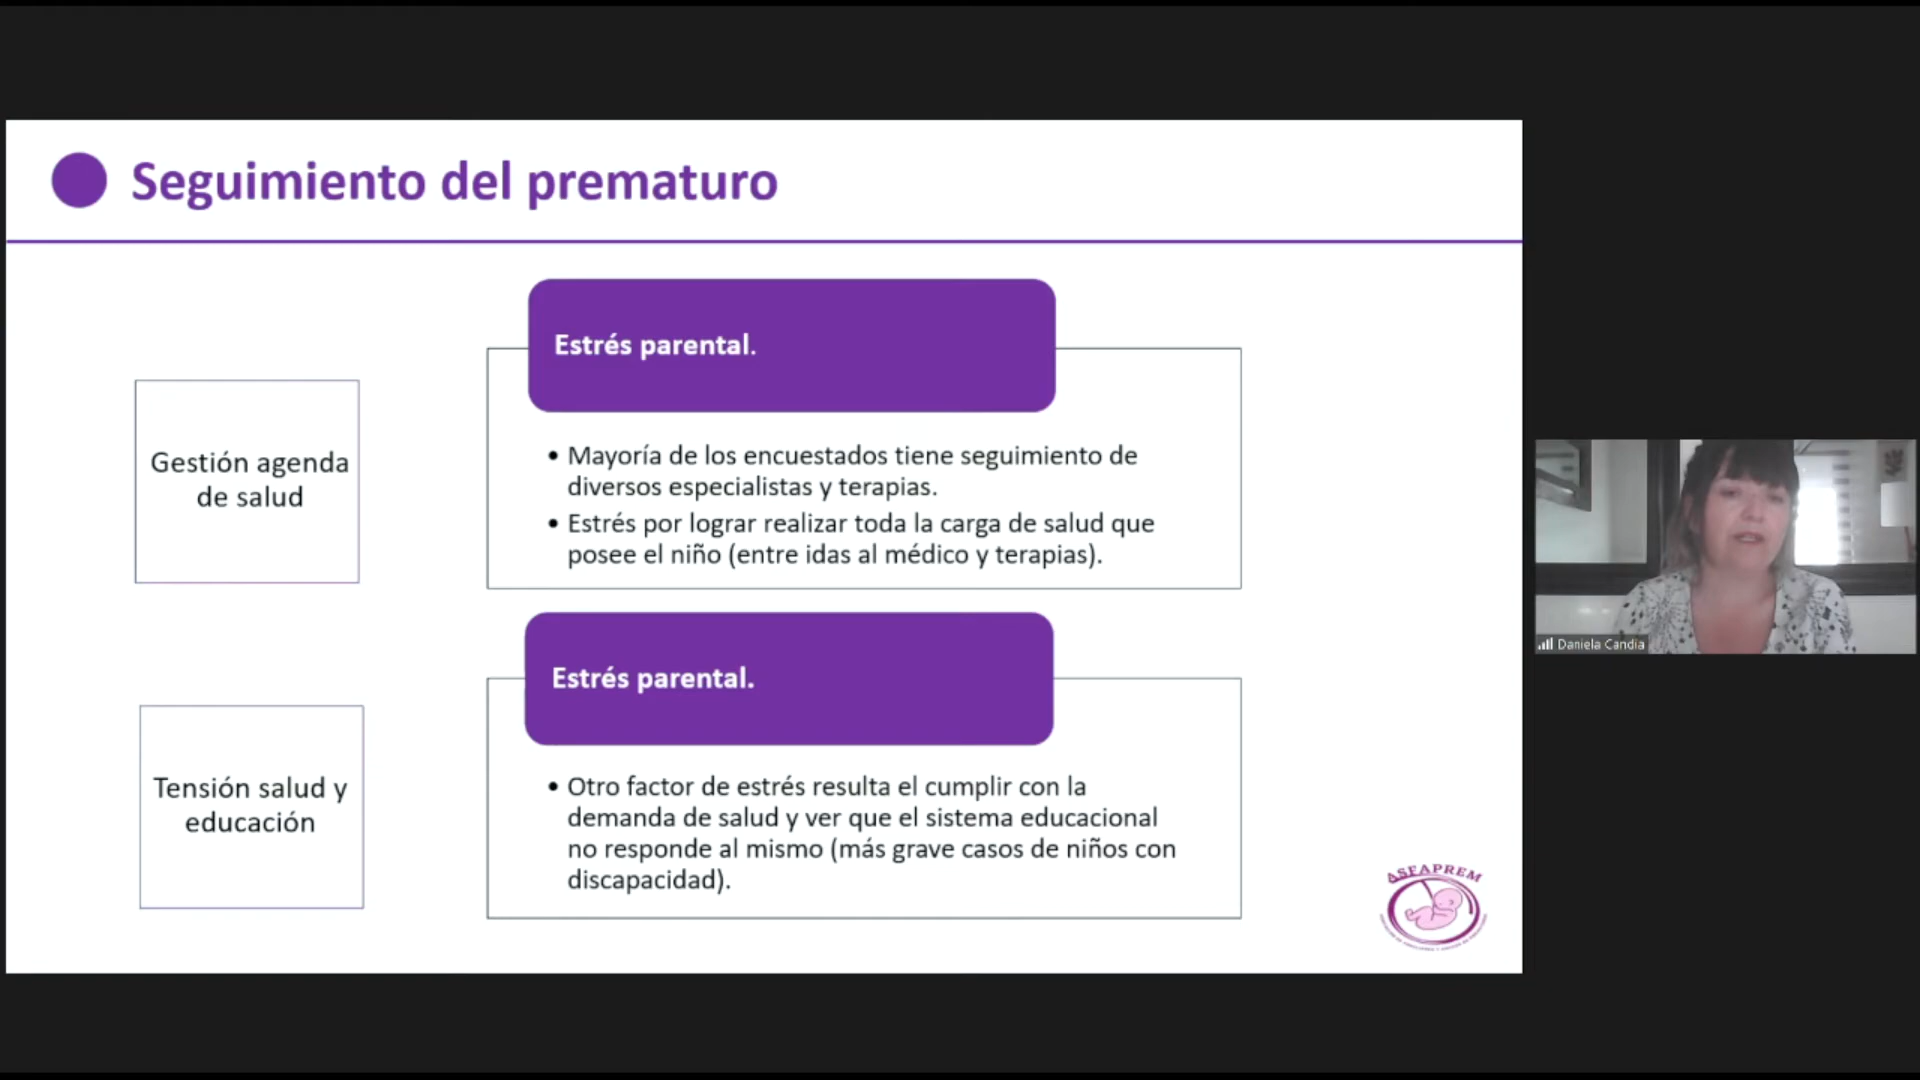 Seguimiento del prematuro
Estrés parental.
Gestión agenda
de salud
• Mayoría de los encuestados tiene seguimiento de
diversos especialistas y terapias.
• Estrés por lograr realizar toda la carga de salud que
posee el niño (entre idas al médico y terapias).
Estrés parental.
Tensión salud y
educación
• Otro factor de estrés resulta el cumplir con la
demanda de salud y ver que el sistema educacional
no responde al mismo (más grave casos de niños con
discapacidad).
ASFAPREM
Daniela Candia